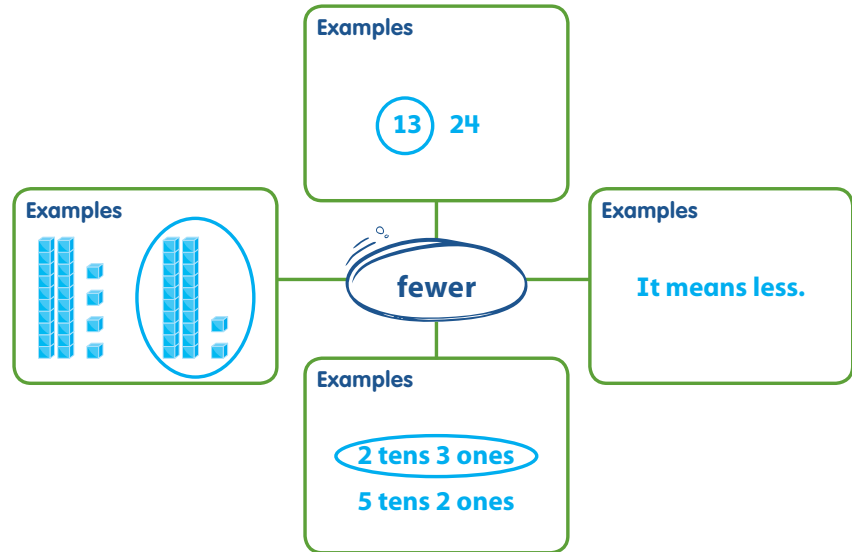 Examples
13 24
Examples
fewer
Examples
It means less.
Examples
2 tens 3 ones
5 tens 2 ones